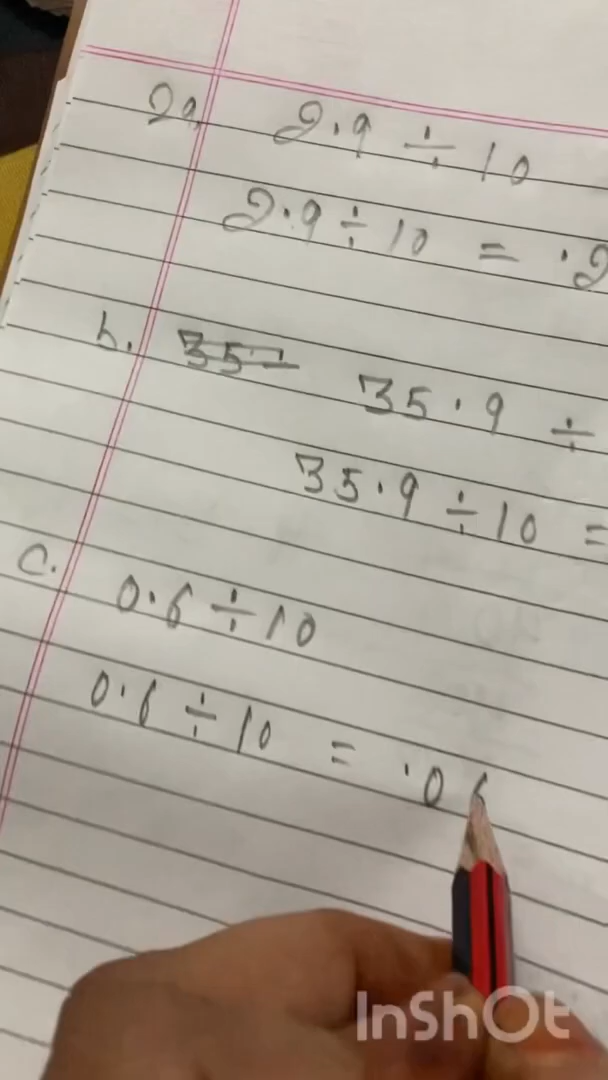 2a. 2.9 ÷ 10
2.9 ÷ 10 = .2
b. 35.9 ÷
35.9 ÷ 10 =
c. 0.6 ÷ 10
0.6 ÷ 10 = .06
InShOt